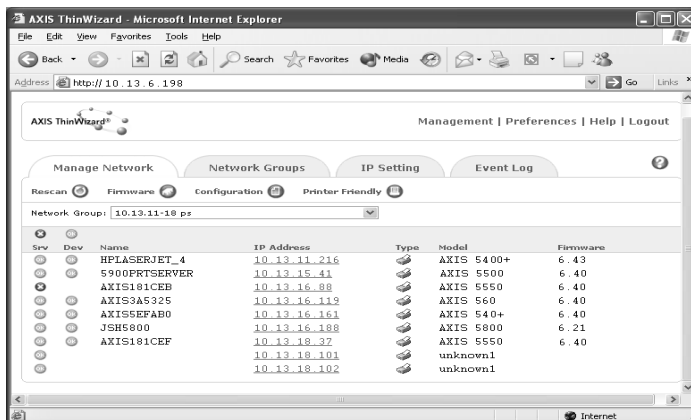 AXIS ThinWizard - Microsoft Internet Explorer
File Edit View Favorites Tools Help
Back Search Favorites Media
Address http://10.13.6.198 Go Links
AXIS ThinWizard® Management | Preferences | Help | Logout
Manage Network Network Groups IP Setting Event Log
Rescan Firmware Configuration Printer Friendly
Network Group: 10.13.11-18 ps
Srv Dev Name IP Address Type Model Firmware
HPLASERJET_4 10.13.11.216 AXIS 5400+ 6.43
5900PRTSERVER 10.13.15.41 AXIS 5500 6.40
AXIS181CEB 10.13.16.88 AXIS 5550 6.40
AXIS3A5325 10.13.16.119 AXIS 560 6.40
AXIS5EFAB0 10.13.16.161 AXIS 540+ 6.40
JSH5800 10.13.16.188 AXIS 5800 6.21
AXIS181CEF 10.13.18.37 AXIS 5550 6.40
10.13.18.101 unknown1
10.13.18.102 unknown1
Internet